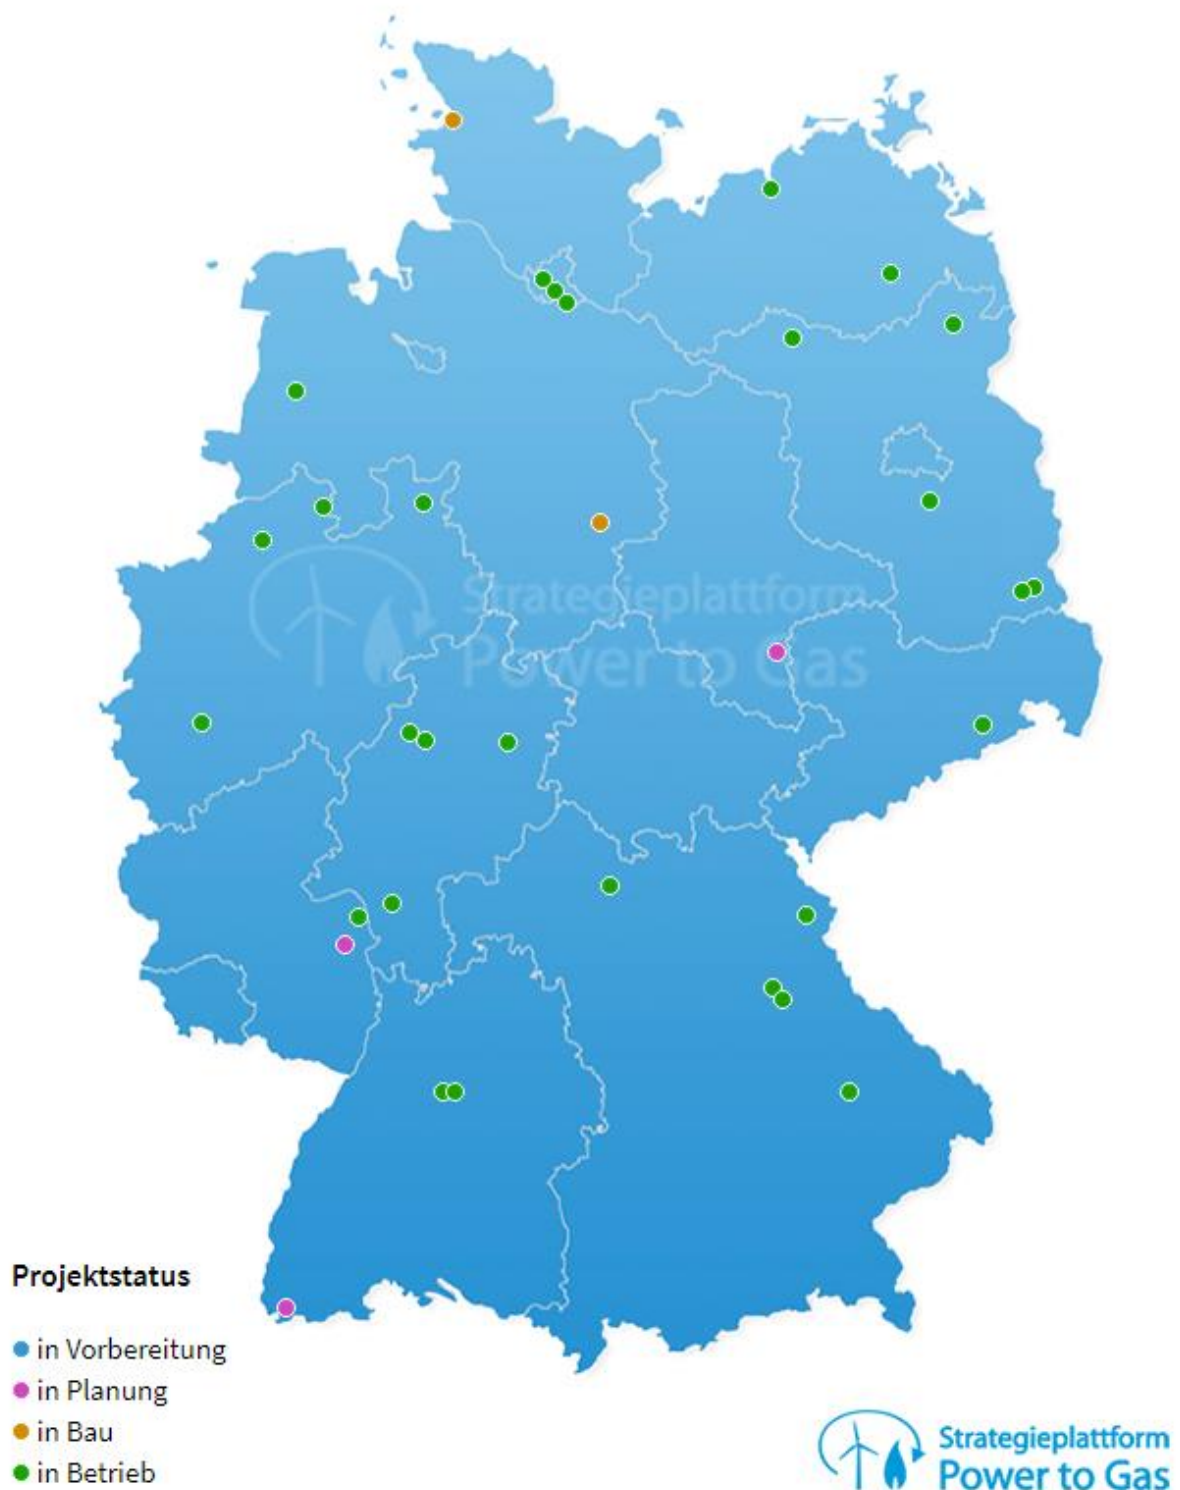 Strategieplattform
Power to Gas
Projektstatus
in Vorbereitung
in Planung
in Bau
in Betrieb
Strategieplattform
Power to Gas